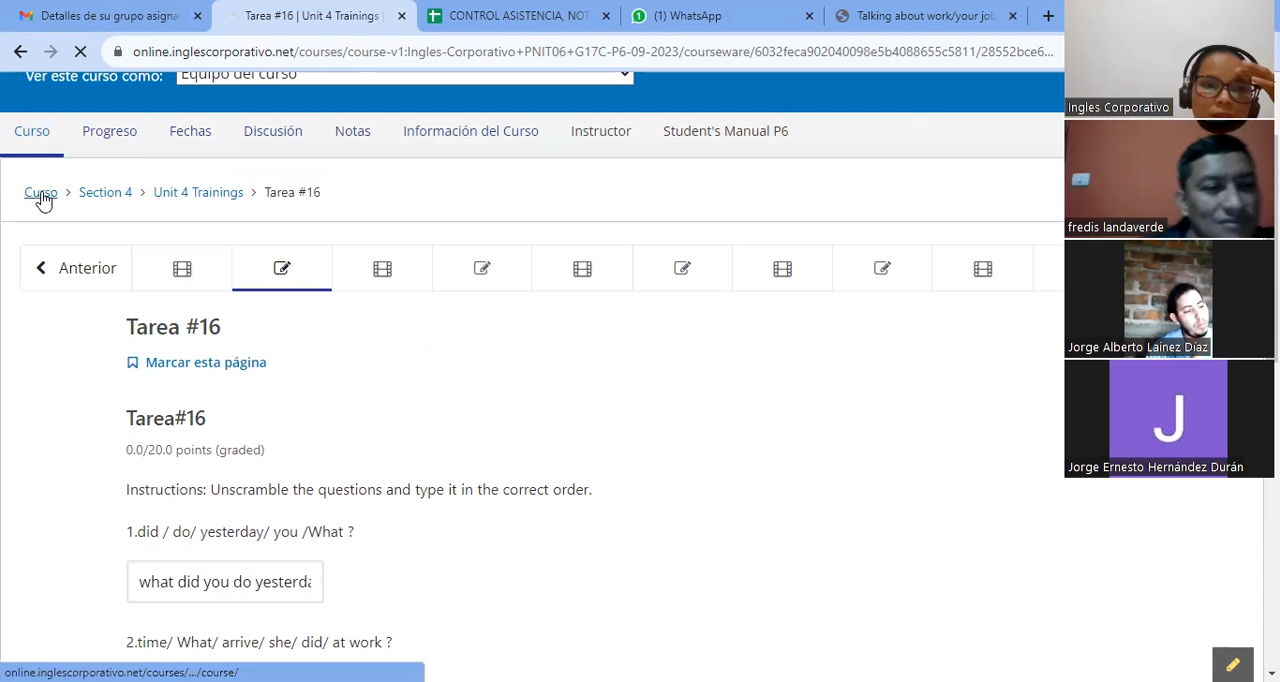 Detalles de su grupo asigna
Tarea #16 | Unit 4 Trainings |
CONTROL ASISTENCIA, NOT
(1) WhatsApp
Talking about work/your job
online.inglescorporativo.net/courses/course-v1:Ingles-Corporativo+PNIT06+G17C-P6-09-2023/courseware/6032feca902040098e5b4088655c5811/28552bce6...
Ver este curso como:
Equipo del curso
Curso
Progreso
Fechas
Discusión
Notas
Información del Curso
Instructor
Student's Manual P6
Curso > Section 4 > Unit 4 Trainings > Tarea #16
Anterior
Tarea #16
Marcar esta página
Tarea#16
0.0/20.0 points (graded)
Instructions: Unscramble the questions and type it in the correct order.
1.did / do/ yesterday/ you /What ?
what did you do yesterda
2.time/ What/ arrive/ she/ did/ at work ?
online.inglescorporativo.net/courses/.../course/
Ingles Corporativo
fredis landaverde
Jorge Alberto Laínez Díaz
J
Jorge Ernesto Hernández Durán